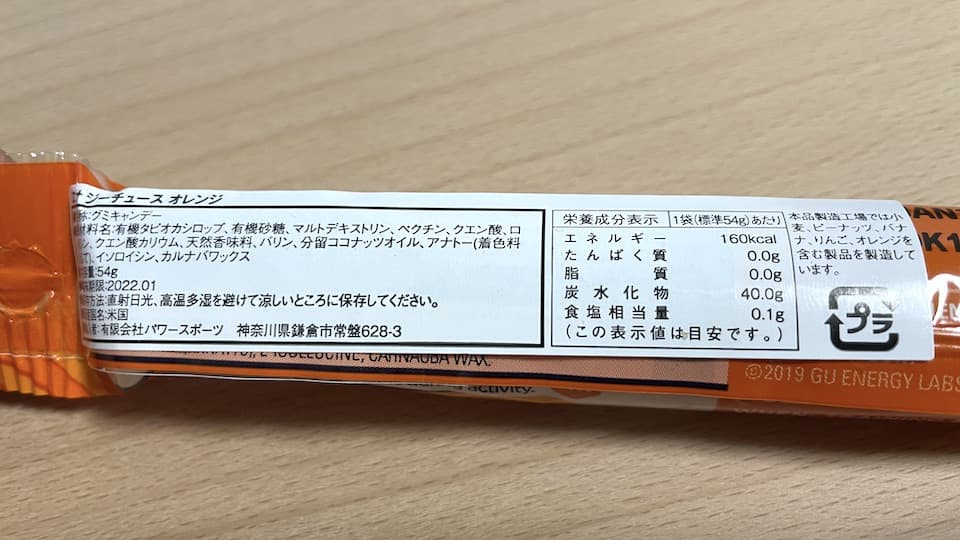 ジーチュース オレンジ
名称:グミキャンデー
材料名:有機タピオカシロップ、有機砂糖、マルトデキストリン、ペクチン、クエン酸、ロ
シン、クエン酸カリウム、天然香味料、バリン、分留ココナッツオイル、アナトー(着色料
)、イソロイシン、カルナバワックス
容量:54g
期限:2022.01
保存方法:直射日光、高温多湿を避けて涼しいところに保存してください。
原産国名:米国
者:有限会社パワースポーツ 神奈川県鎌倉市常盤628-3
栄養成分表示 1袋(標準54g)あたり
エネルギー 160kcal
たんぱく質 0.0g
脂質 0.0g
炭水化物 40.0g
食塩相当量 0.1g
(この表示値は目安です。)
本品製造工場では小
麦、ピーナッツ、バナ
ナ、りんご、オレンジを
含む製品を製造して
います。
プラ
CARNAUBA WAX.
activity.
©2019 GU ENERGY LABS